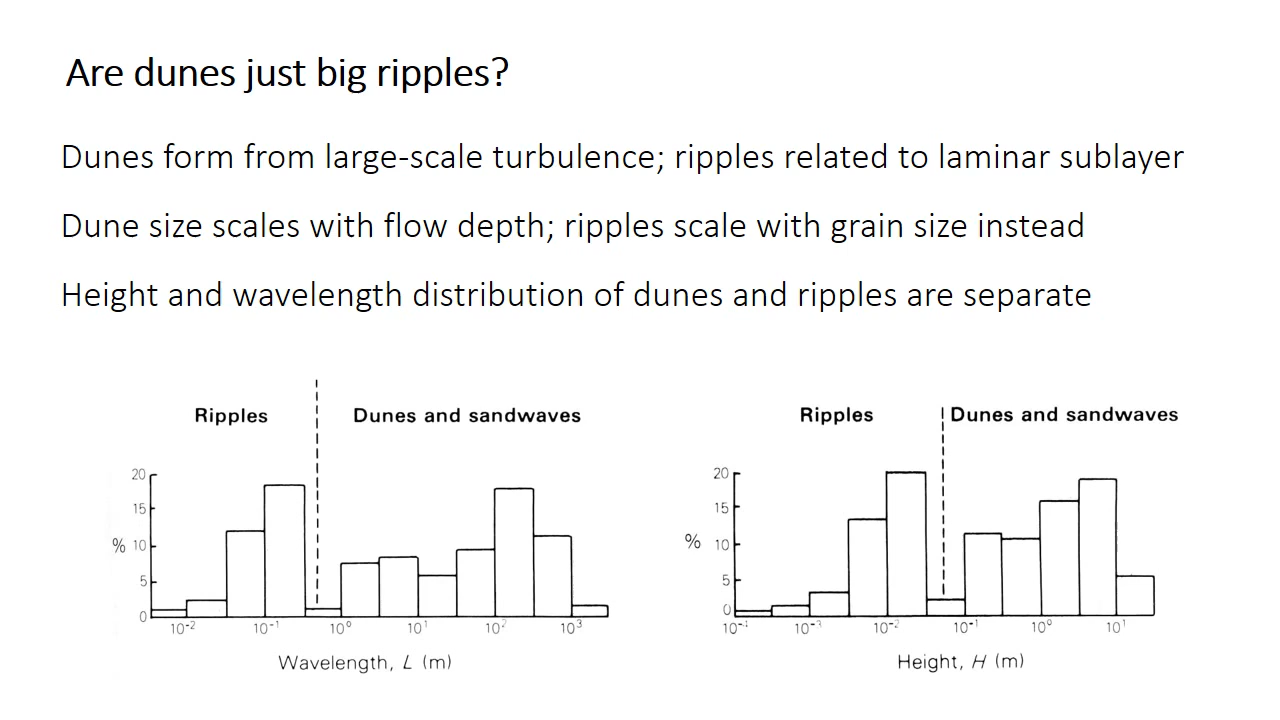 Are dunes just big ripples?
Dunes form from large-scale turbulence; ripples related to laminar sublayer
Dune size scales with flow depth; ripples scale with grain size instead
Height and wavelength distribution of dunes and ripples are separate
Ripples
Dunes and sandwaves
20
15
% 10
5
0
10⁻² 10⁻¹ 10⁰ 10¹ 10² 10³
Wavelength, L (m)
Ripples
Dunes and sandwaves
20
15
% 10
5
0
10⁻³ 10⁻² 10⁻¹ 10⁰ 10¹
Height, H (m)